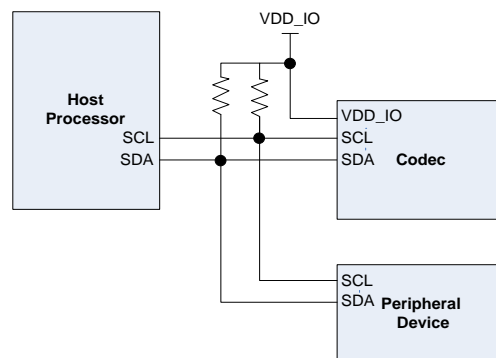 VDD_IO
Host
Processor
SCL
SDA
VDD_IO
SCL
SDA
Codec
SCL
SDA
Peripheral
Device